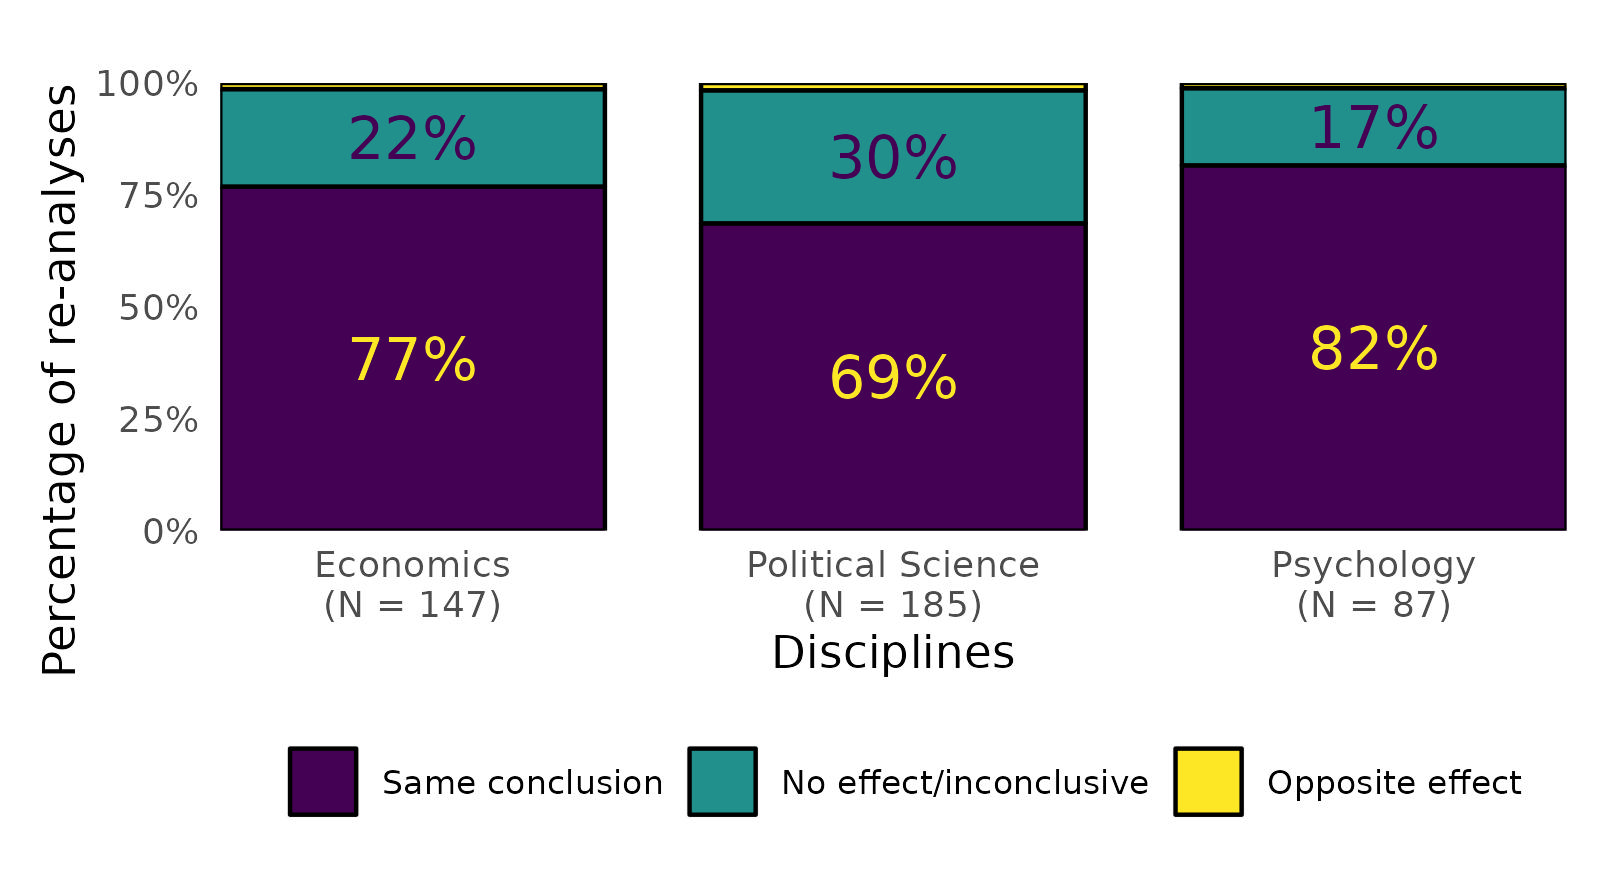 Percentage of re-analyses
100%
75%
50%
25%
0%
22%
77%
30%
69%
17%
82%
Economics
(N = 147)
Political Science
(N = 185)
Psychology
(N = 87)
Disciplines
Same conclusion
No effect/inconclusive
Opposite effect